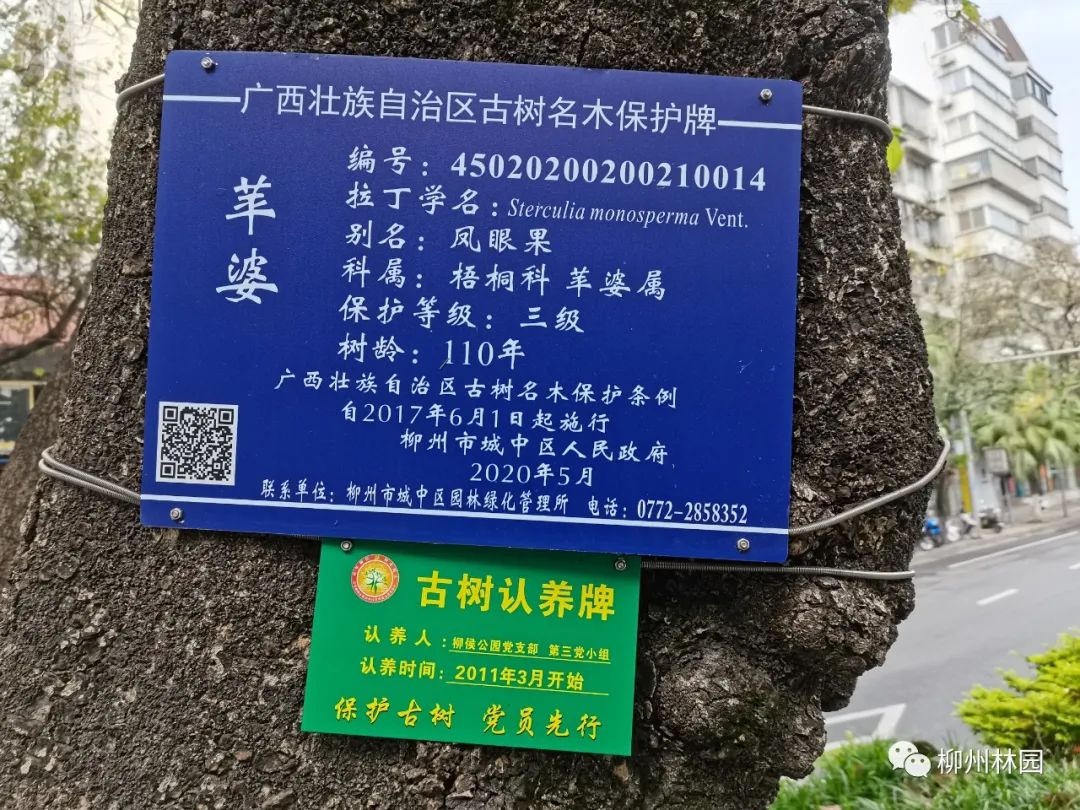 广西壮族自治区古树名木保护牌
苹婆
编号：45020200200210014
拉丁学名：Sterculia monosperma Vent.
别名：凤眼果
科属：梧桐科 苹婆属
保护等级：三级
树龄：110年
广西壮族自治区古树名木保护条例
自2017年6月1日起施行
柳州市城中区人民政府
2020年5月
联系单位：柳州市城中区园林绿化管理所 电话：0772-2858352
古树认养牌
认养人：柳侯公园党支部 第三党小组
认养时间：2011年3月开始
保护古树 党员先行
柳州林园